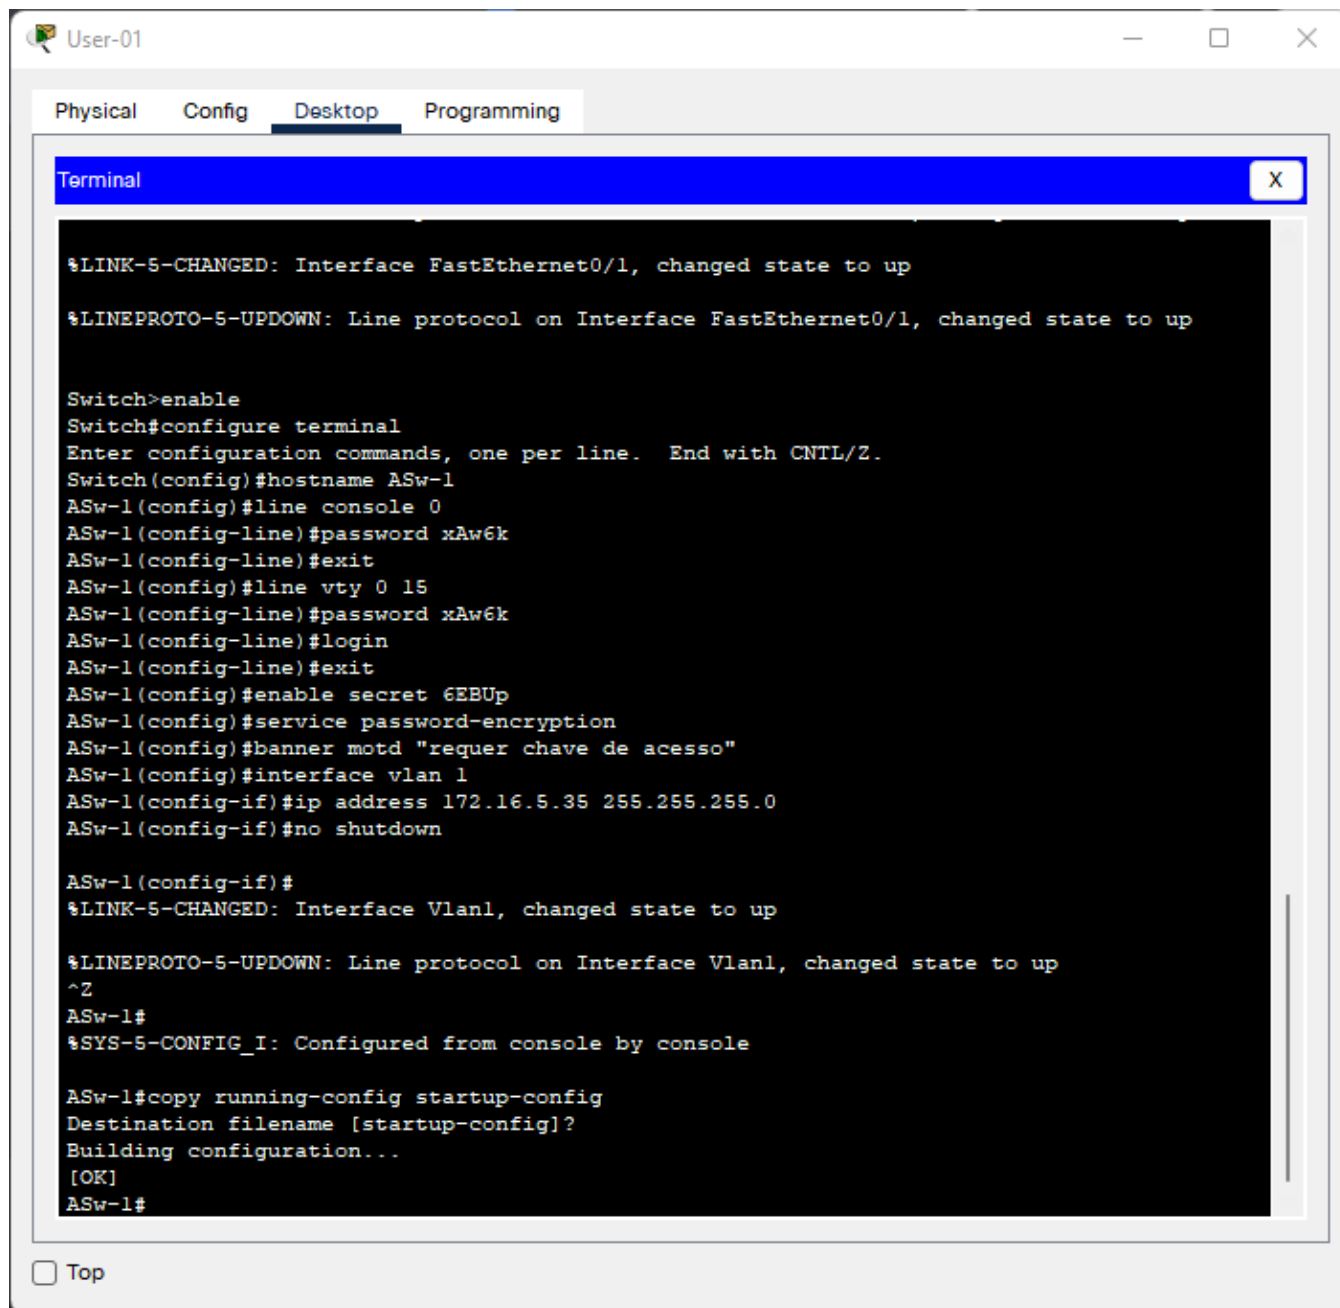 User-01
Physical Config Desktop Programming
Terminal
X
%LINK-5-CHANGED: Interface FastEthernet0/1, changed state to up
%LINEPROTO-5-UPDOWN: Line protocol on Interface FastEthernet0/1, changed state to up
Switch>enable
Switch#configure terminal
Enter configuration commands, one per line.  End with CNTL/Z.
Switch(config)#hostname ASw-1
ASw-1(config)#line console 0
ASw-1(config-line)#password xAw6k
ASw-1(config-line)#exit
ASw-1(config)#line vty 0 15
ASw-1(config-line)#password xAw6k
ASw-1(config-line)#login
ASw-1(config-line)#exit
ASw-1(config)#enable secret 6EBUp
ASw-1(config)#service password-encryption
ASw-1(config)#banner motd "requer chave de acesso"
ASw-1(config)#interface vlan 1
ASw-1(config-if)#ip address 172.16.5.35 255.255.255.0
ASw-1(config-if)#no shutdown
ASw-1(config-if)#
%LINK-5-CHANGED: Interface Vlan1, changed state to up
%LINEPROTO-5-UPDOWN: Line protocol on Interface Vlan1, changed state to up
^Z
ASw-1#
%SYS-5-CONFIG_I: Configured from console by console
ASw-1#copy running-config startup-config
Destination filename [startup-config]?
Building configuration...
[OK]
ASw-1#
Top